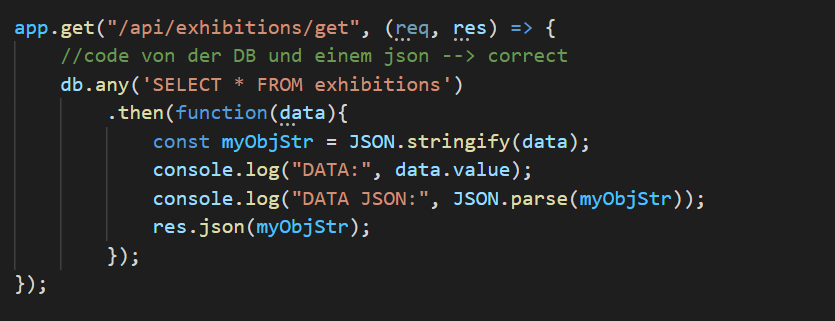 app.get("/api/exhibitions/get", (req, res) => {
//code von der DB und einem json --> correct
db.any('SELECT * FROM exhibitions')
.then(function(data){
const myObjStr = JSON.stringify(data);
console.log("DATA:", data.value);
console.log("DATA JSON:", JSON.parse(myObjStr));
res.json(myObjStr);
});
});